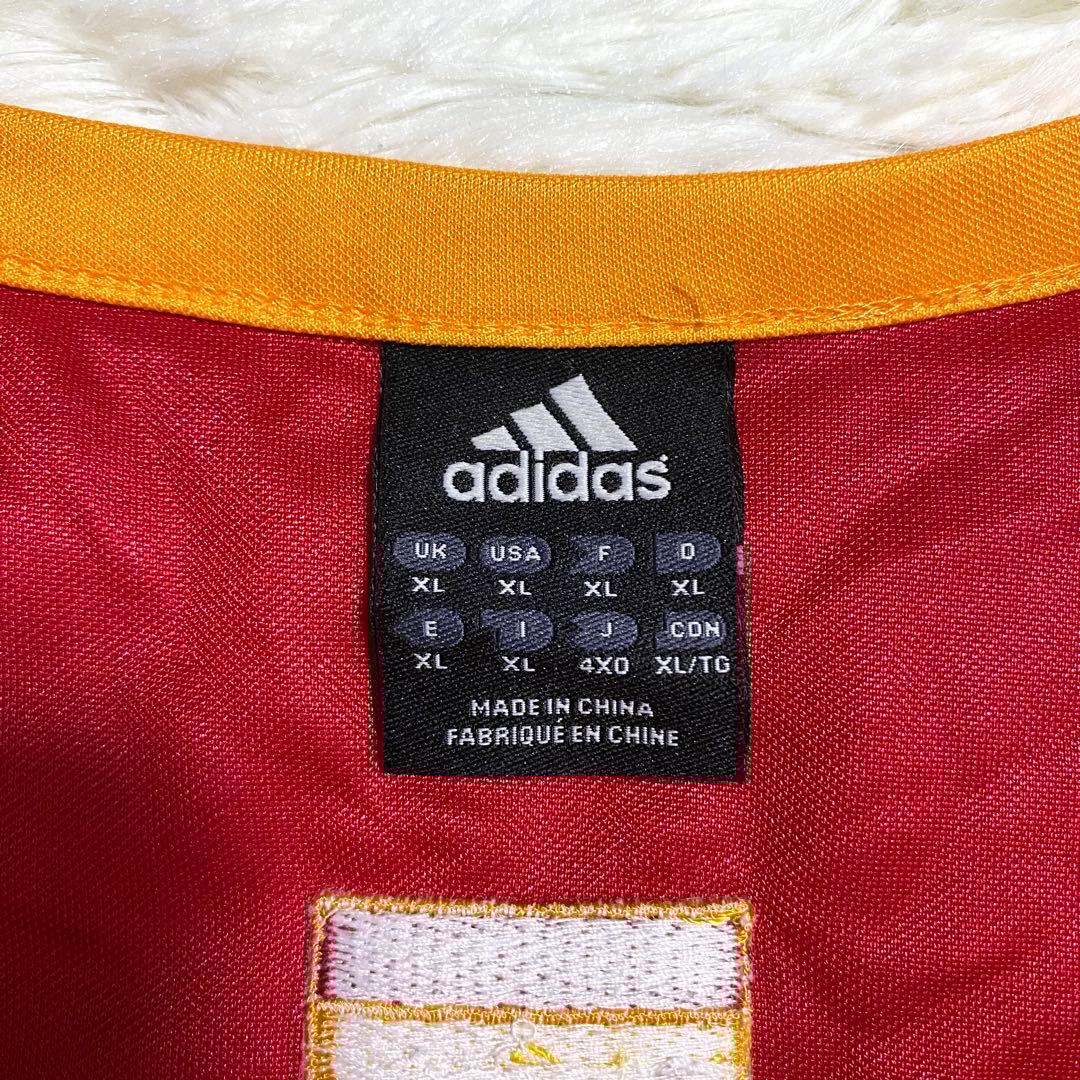 adidas
UK USA F D
XL XL XL XL
E I J CDN
XL XL 4XO XL/TG
MADE IN CHINA
FABRIQUÉ EN CHINE